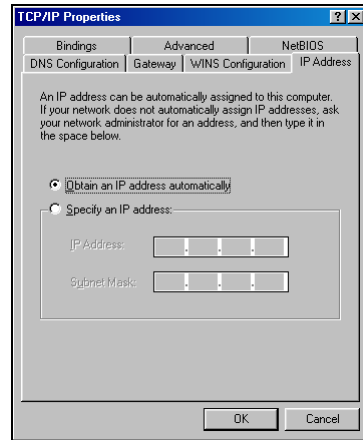 TCP/IP Properties
Bindings Advanced NetBIOS
DNS Configuration Gateway WINS Configuration IP Address
An IP address can be automatically assigned to this computer.
If your network does not automatically assign IP addresses, ask
your network administrator for an address, and then type it in
the space below.
Obtain an IP address automatically
Specify an IP address:
IP Address:
Subnet Mask:
OK Cancel